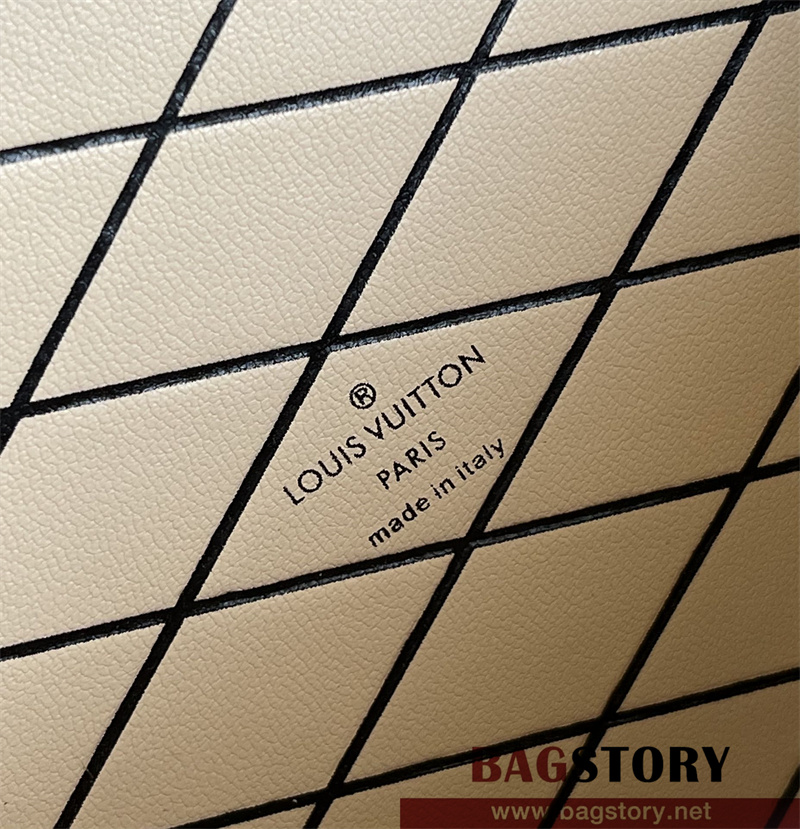 ®
LOUIS VUITTON
PARIS
made in italy
BAGSTORY
www.bagstory.net